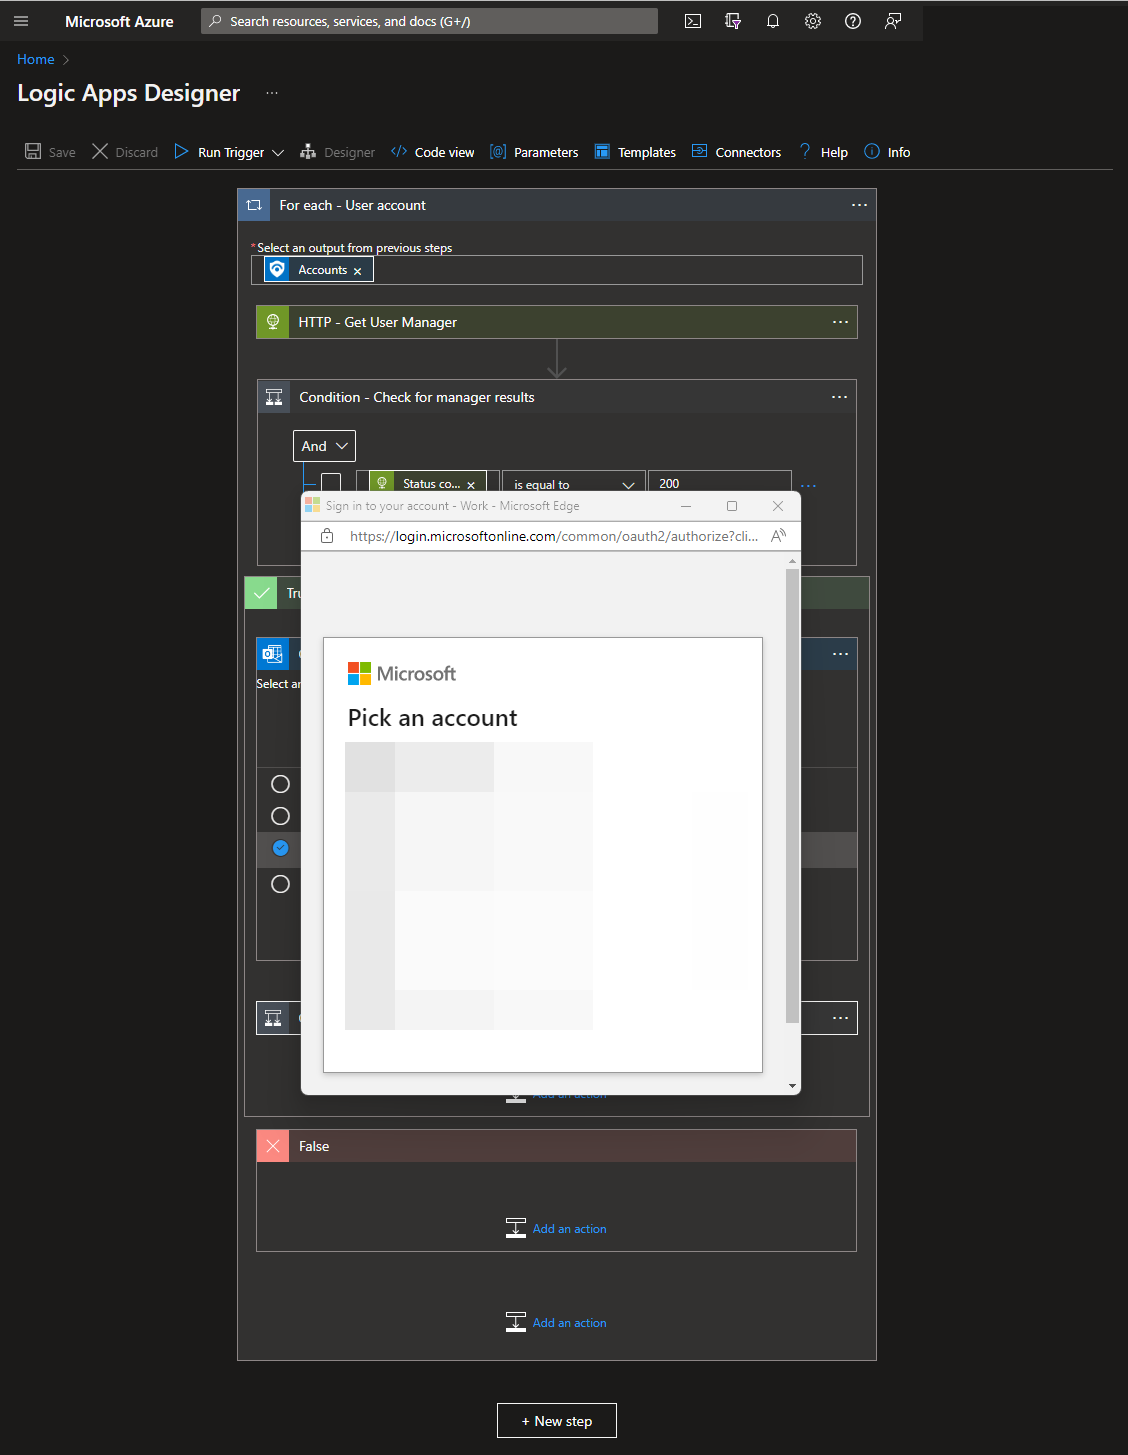 Microsoft Azure
Search resources, services, and docs (G+/)
Home
Logic Apps Designer
...
Save
Discard
Run Trigger
Designer
Code view
Parameters
Templates
Connectors
Help
Info
For each - User account
* Select an output from previous steps
Accounts
HTTP - Get User Manager
Condition - Check for manager results
And
Status co...
is equal to
200
Sign in to your account - Work - Microsoft Edge
https://login.microsoftonline.com/common/oauth2/authorize?cli...
Microsoft
Pick an account
Select
Add an action
False
Add an action
Add an action
+ New step